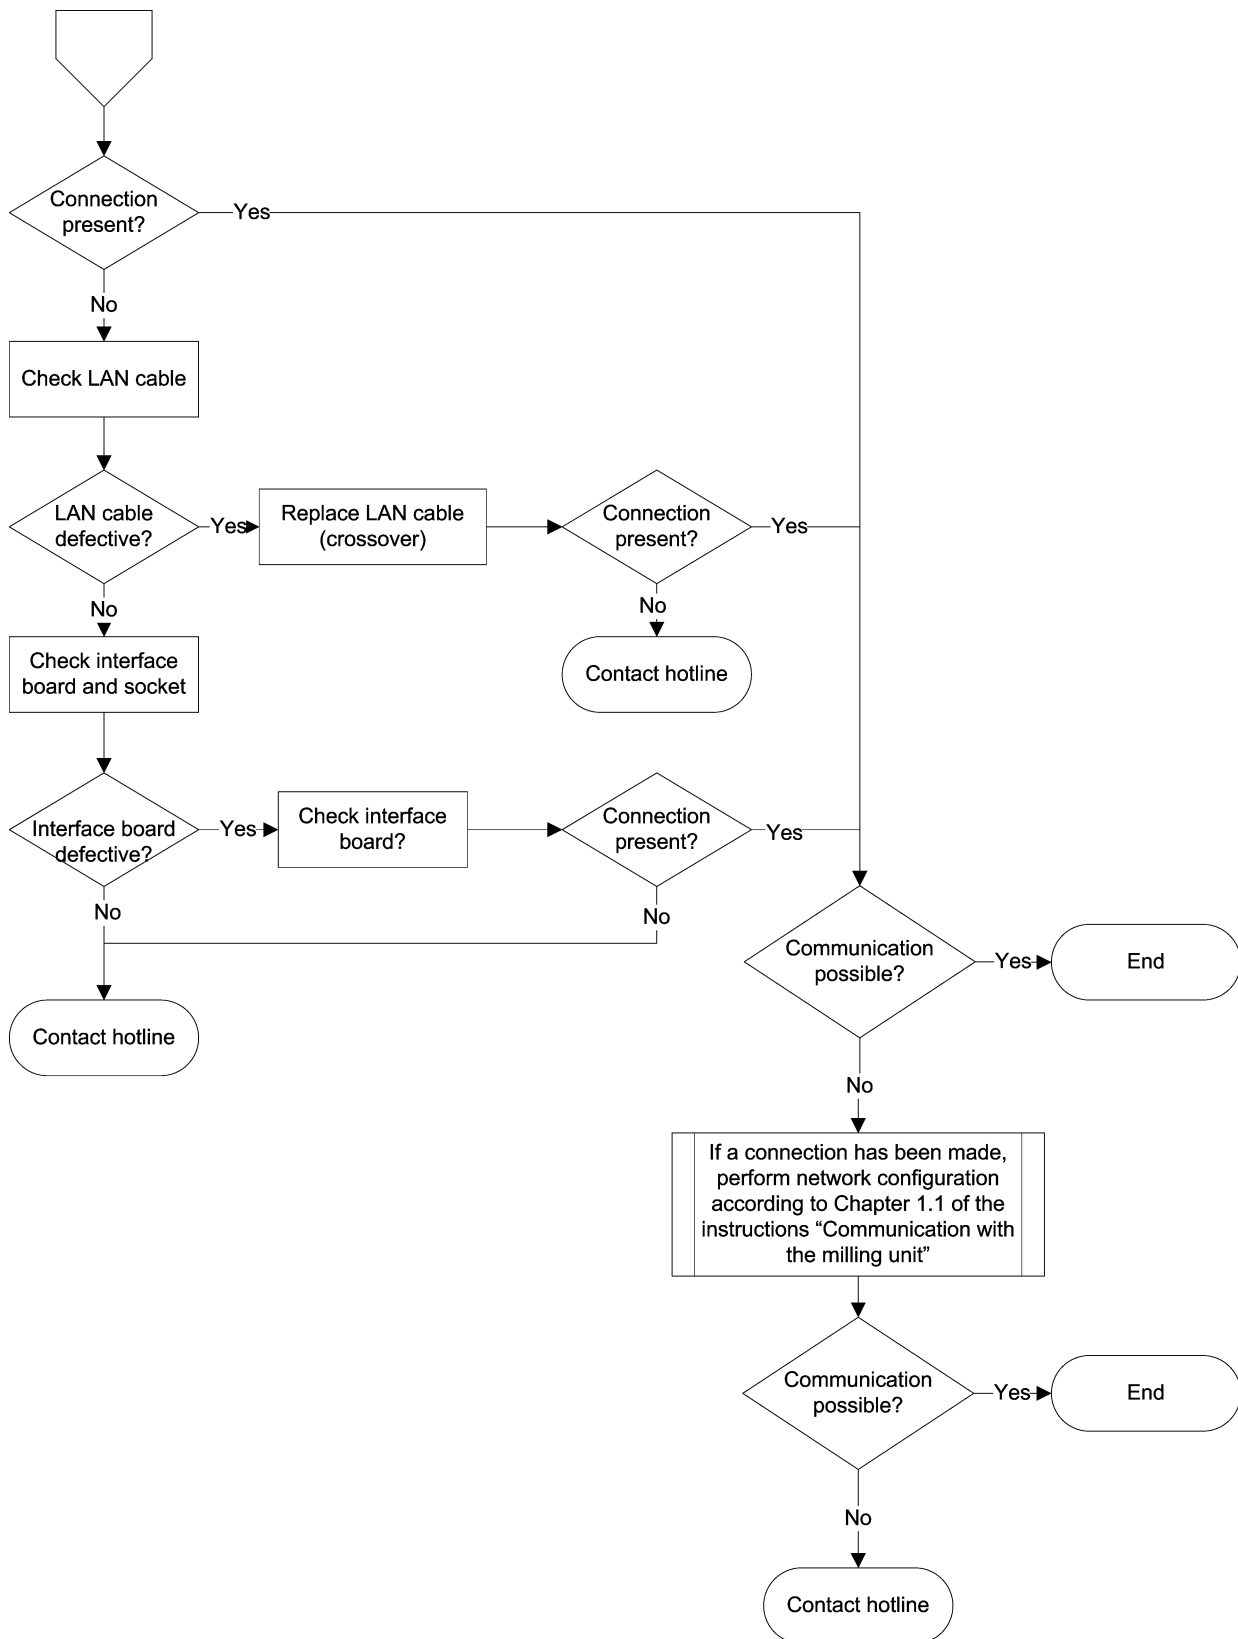 Connection
present?
Yes
No
Check LAN cable
LAN cable
defective?
Yes
Replace LAN cable
(crossover)
Connection
present?
Yes
No
No
Check interface
board and socket
Contact hotline
Interface board
defective?
Yes
Check interface
board?
Connection
present?
Yes
No
No
Communication
possible?
Yes
End
Contact hotline
No
If a connection has been made,
perform network configuration
according to Chapter 1.1 of the
instructions “Communication with
the milling unit”
Communication
possible?
Yes
End
No
Contact hotline